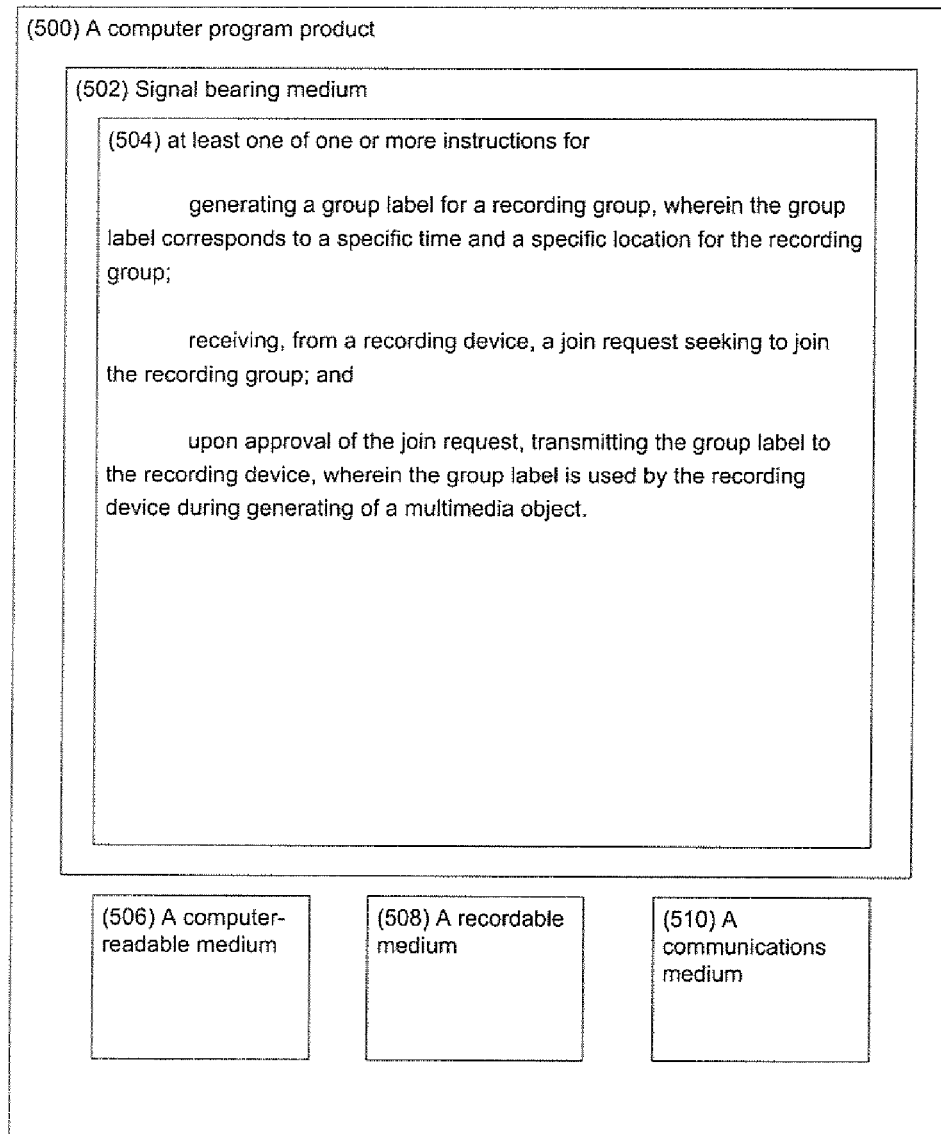 (500) A computer program product
(502) Signal bearing medium
(504) at least one of one or more instructions for
generating a group label for a recording group, wherein the group
label corresponds to a specific time and a specific location for the recording
group;
receiving, from a recording device, a join request seeking to join
the recording group; and
upon approval of the join request, transmitting the group label to
the recording device, wherein the group label is used by the recording
device during generating of a multimedia object.
(506) A computer-
readable medium
(508) A recordable
medium
(510) A
communications
medium